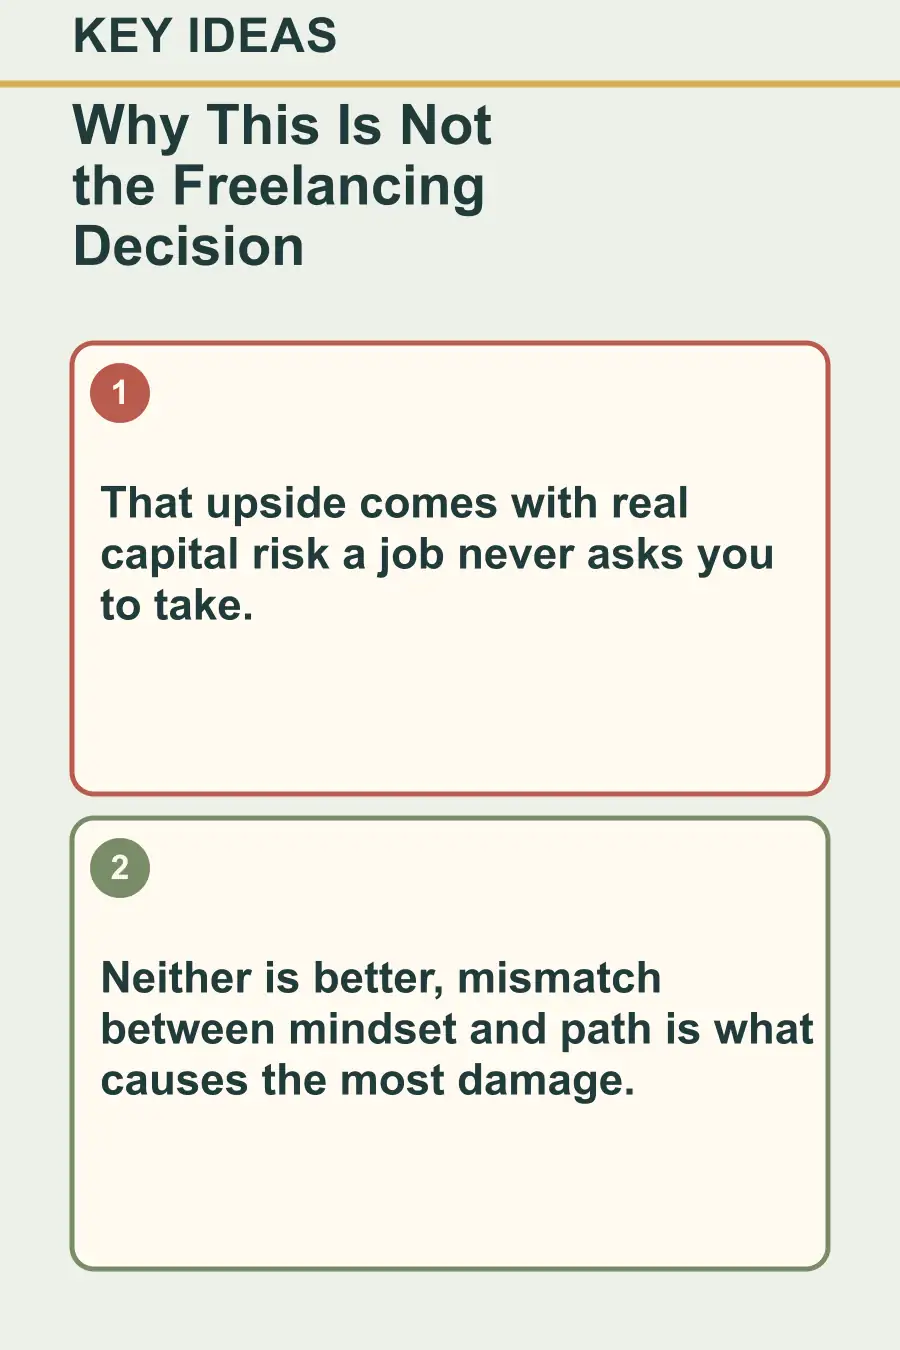 KEY IDEAS
Why This Is Not
the Freelancing
Decision
1
That upside comes with real
capital risk a job never asks you
to take.
2
Neither is better, mismatch
between mindset and path is what
causes the most damage.